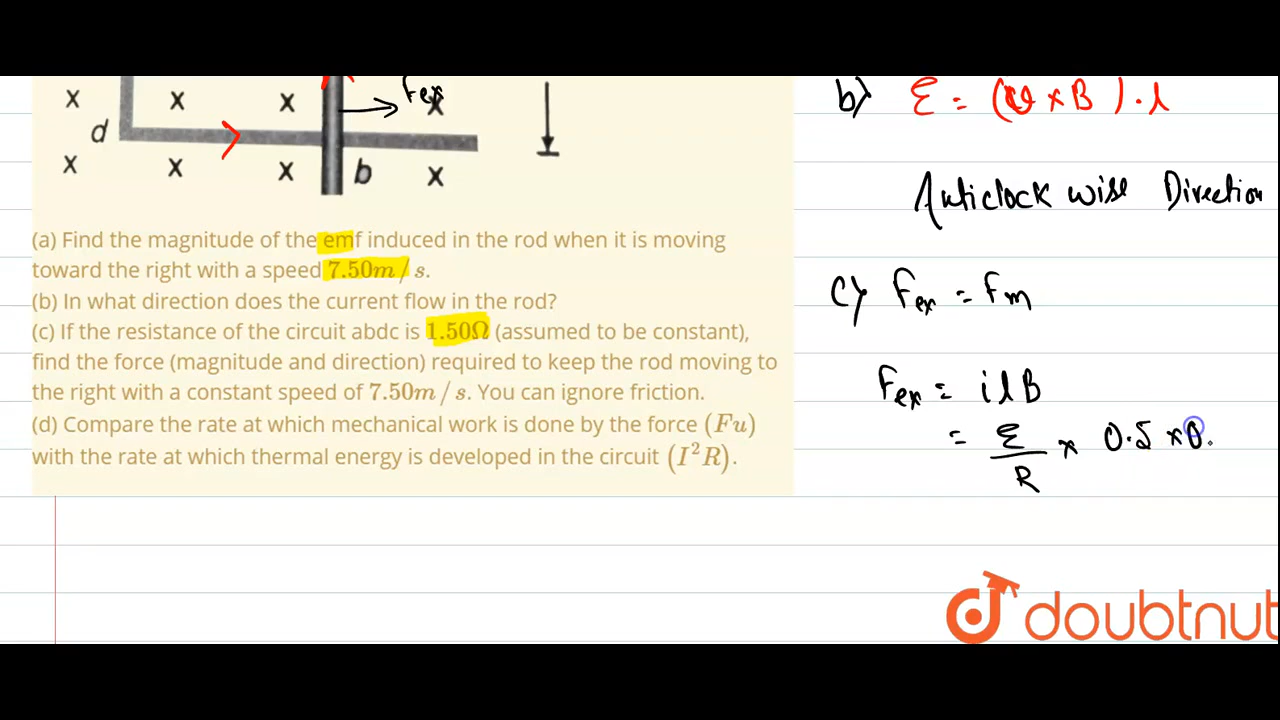 x x x x
F_ex
d
x x x b x
(a) Find the magnitude of the emf induced in the rod when it is moving
toward the right with a speed 7.50m/s.
(b) In what direction does the current flow in the rod?
(c) If the resistance of the circuit abdc is 1.50Ω (assumed to be constant),
find the force (magnitude and direction) required to keep the rod moving to
the right with a constant speed of 7.50m/s. You can ignore friction.
(d) Compare the rate at which mechanical work is done by the force (Fu)
with the rate at which thermal energy is developed in the circuit (I²R).
b) ε = (v × B) · l
Anticlock wise Direction
c) F_ex = F_m
F_ex = i l B
= ε/R × 0.5 × 0.
doubtnut